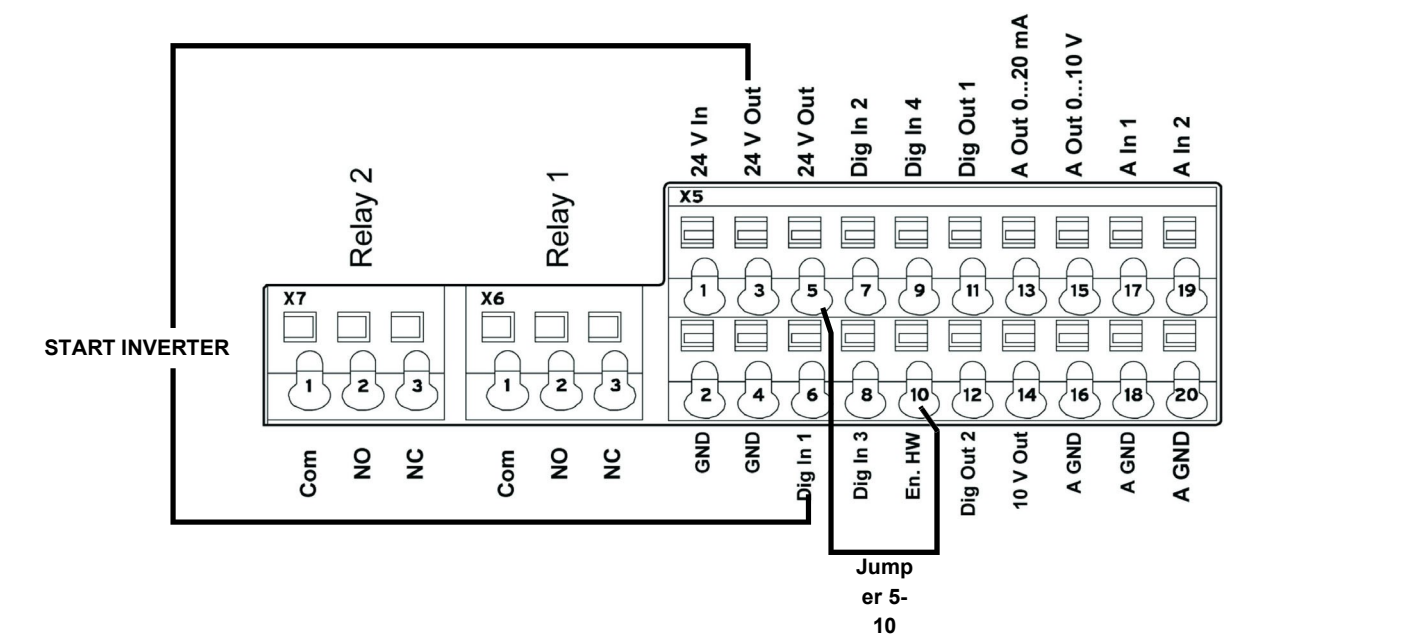 24 V In
24 V Out
24 V Out
Dig In 2
Dig In 4
Dig Out 1
A Out 0...20 mA
A Out 0...10 V
A In 1
A In 2
Relay 2
Relay 1
X5
1 3 5 7 9 11 13 15 17 19
X7
X6
START INVERTER
1 2 3
1 2 3
2 4 6 8 10 12 14 16 18 20
Com
NO
NC
Com
NO
NC
GND
GND
Dig In 1
Dig In 3
En. HW
Dig Out 2
10 V Out
A GND
A GND
A GND
Jump
er 5-
10